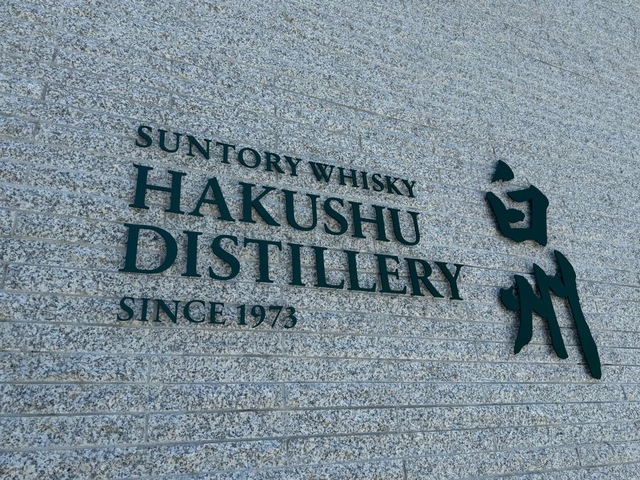 SUNTORY WHISKY
HAKUSHU
DISTILLERY
SINCE 1973
白州